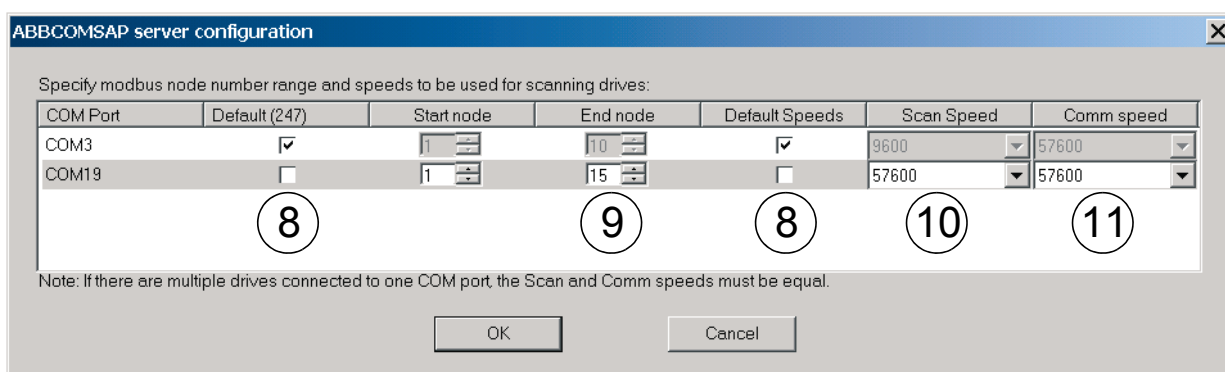 ABBCOMSAP server configuration
Specify modbus node number range and speeds to be used for scanning drives:
COM Port Default (247) Start node End node Default Speeds Scan Speed Comm speed
COM3 1 10 9600 57600
COM19 1 15 57600 57600
8 9 8 10 11
Note: If there are multiple drives connected to one COM port, the Scan and Comm speeds must be equal.
OK Cancel